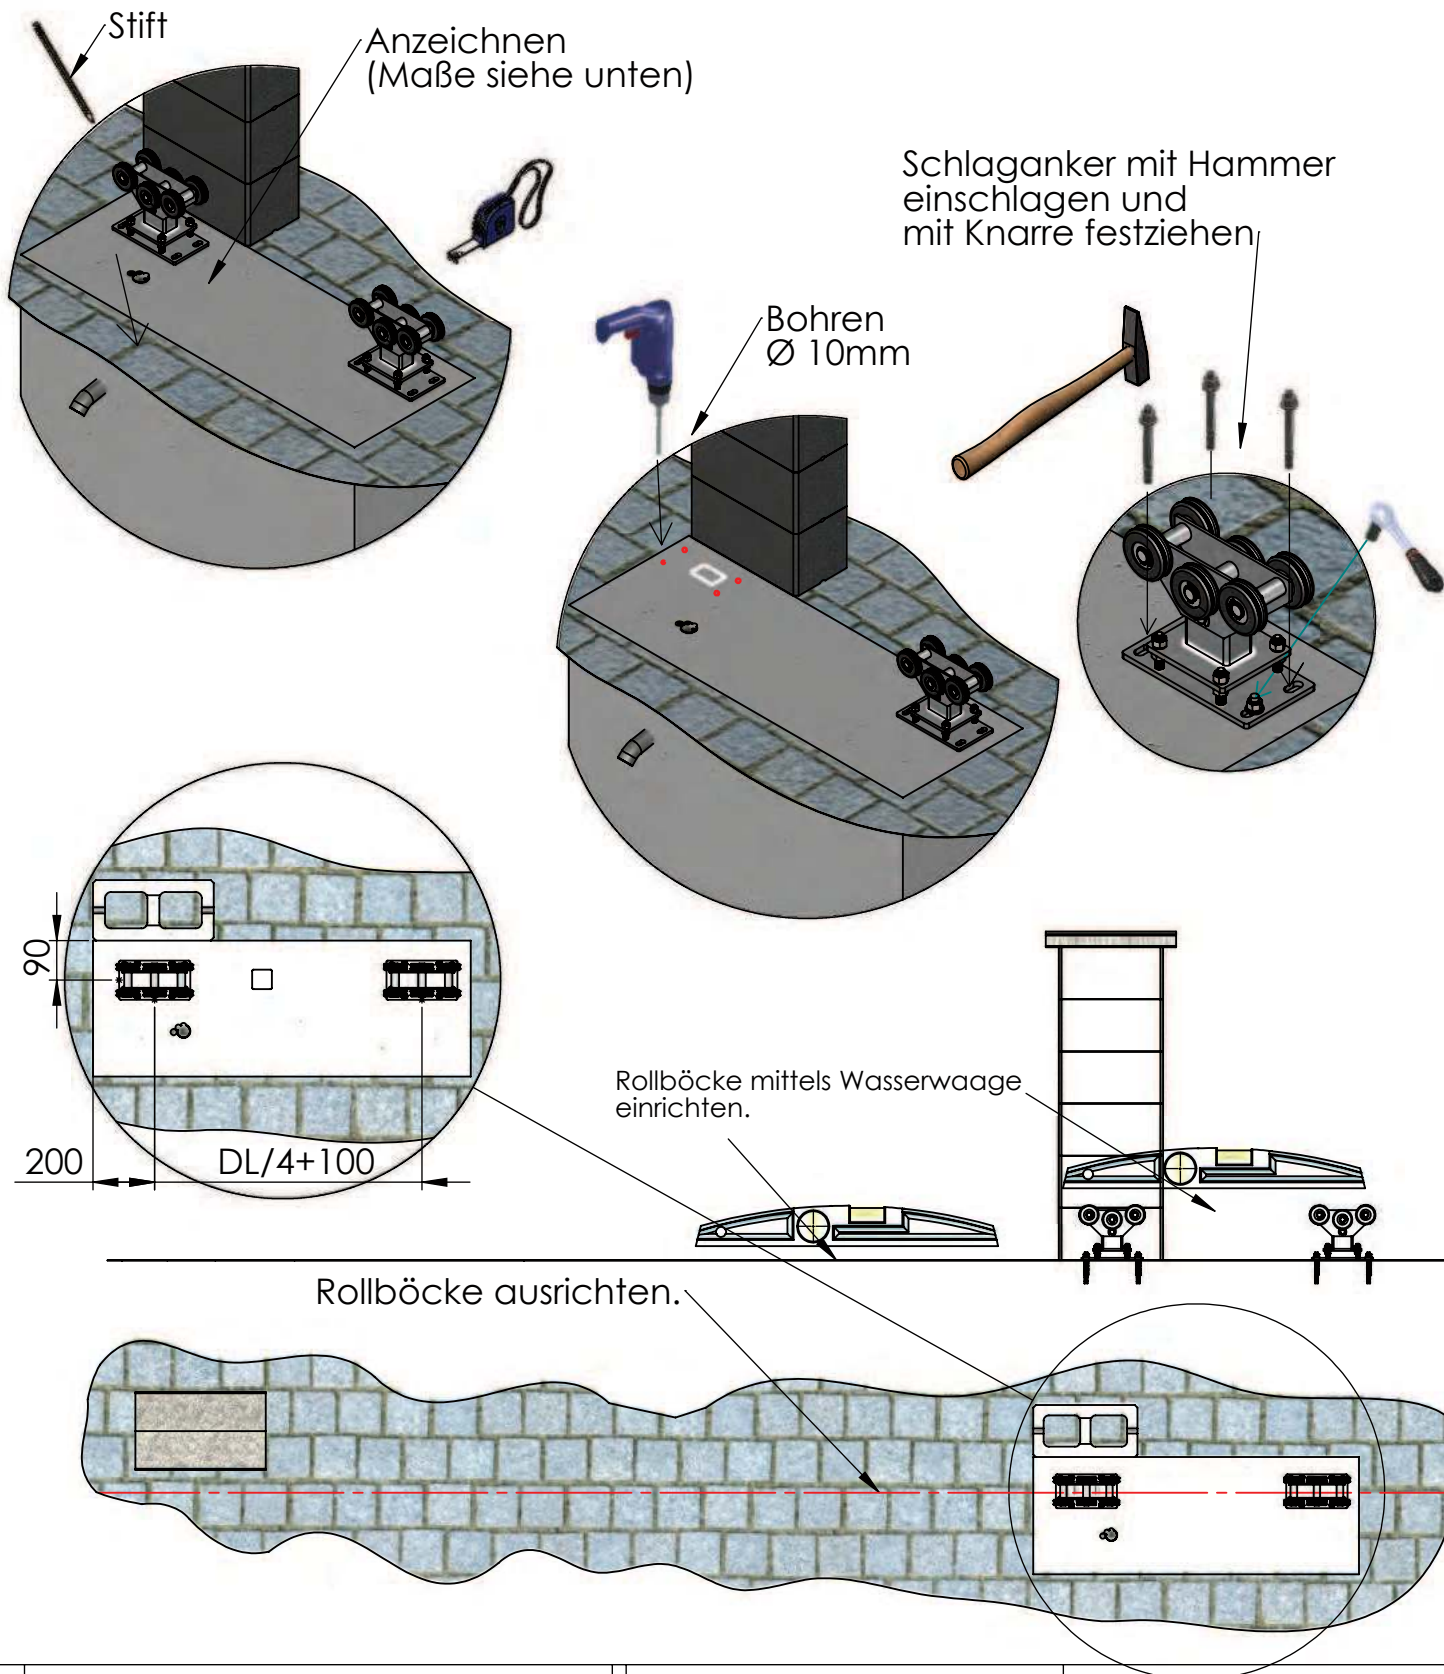 Stift
Anzeichnen
(Maße siehe unten)
Schlaganker mit Hammer
einschlagen und
mit Knarre festziehen
Bohren
Ø 10mm
90
200
DL/4+100
Rollböcke mittels Wasserwaage
einrichten.
Rollböcke ausrichten.